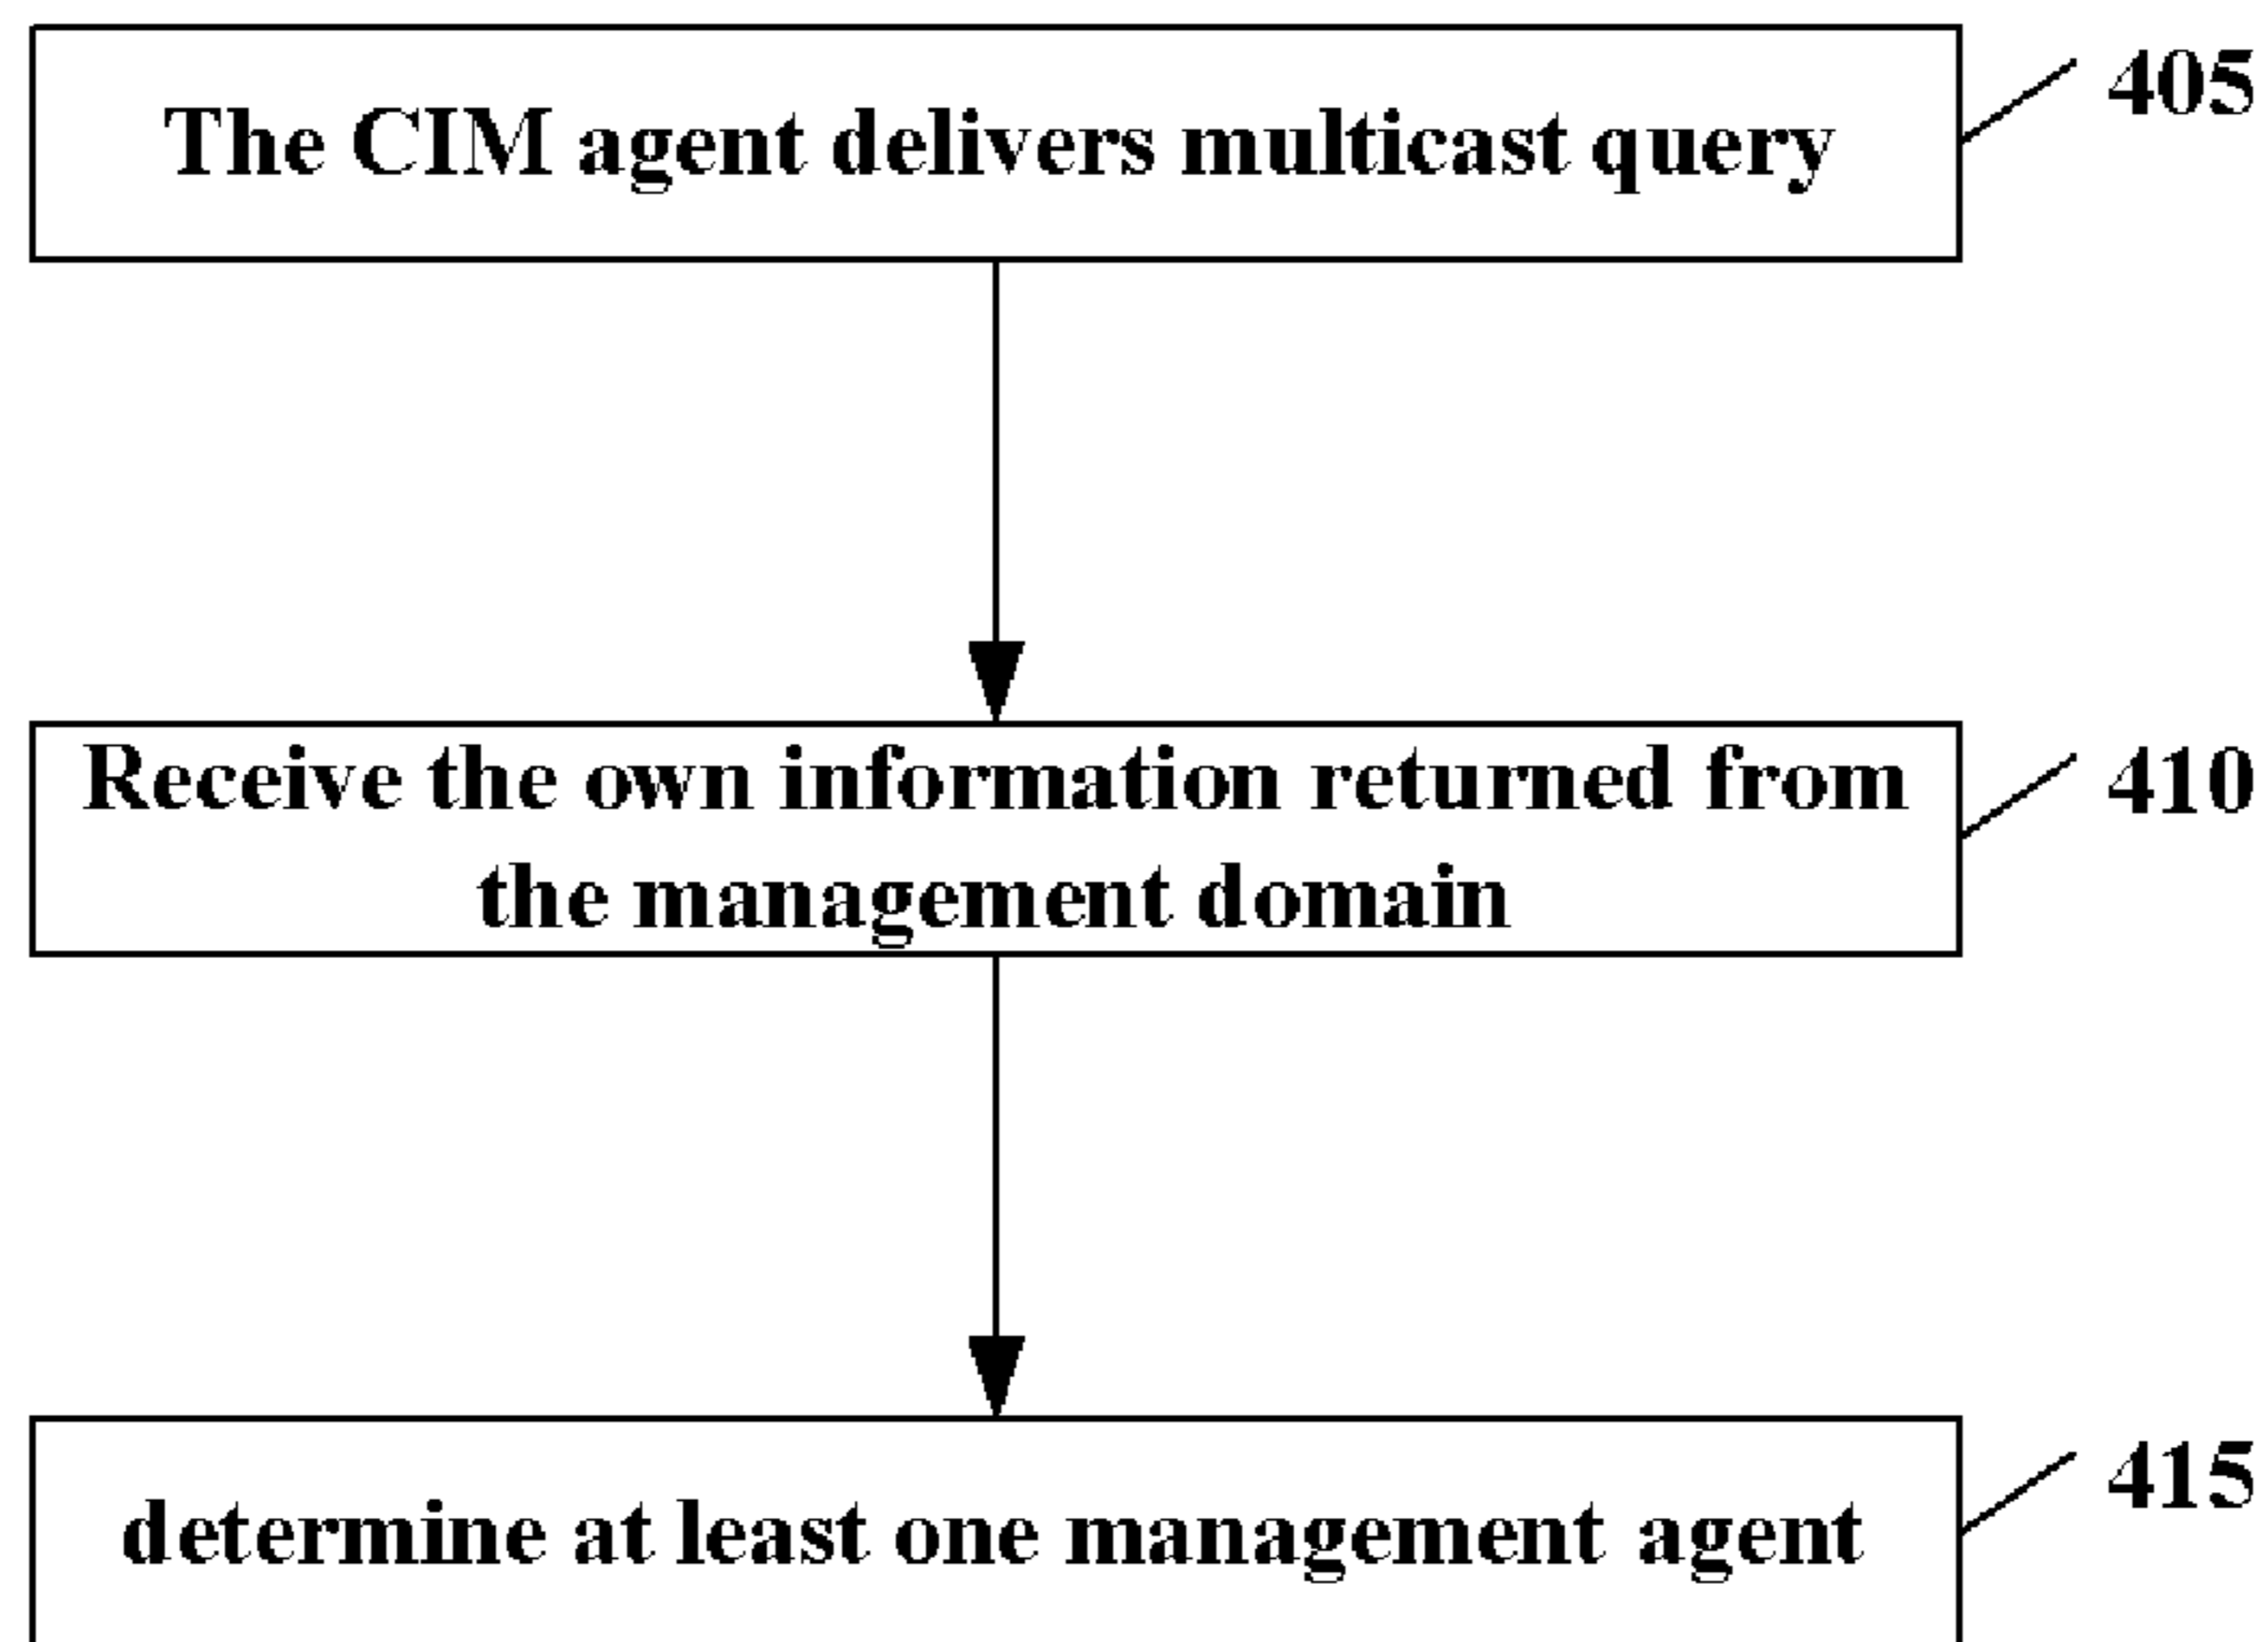 The CIM agent delivers multicast query
405
Receive the own information returned from
the management domain
410
determine at least one management agent
415